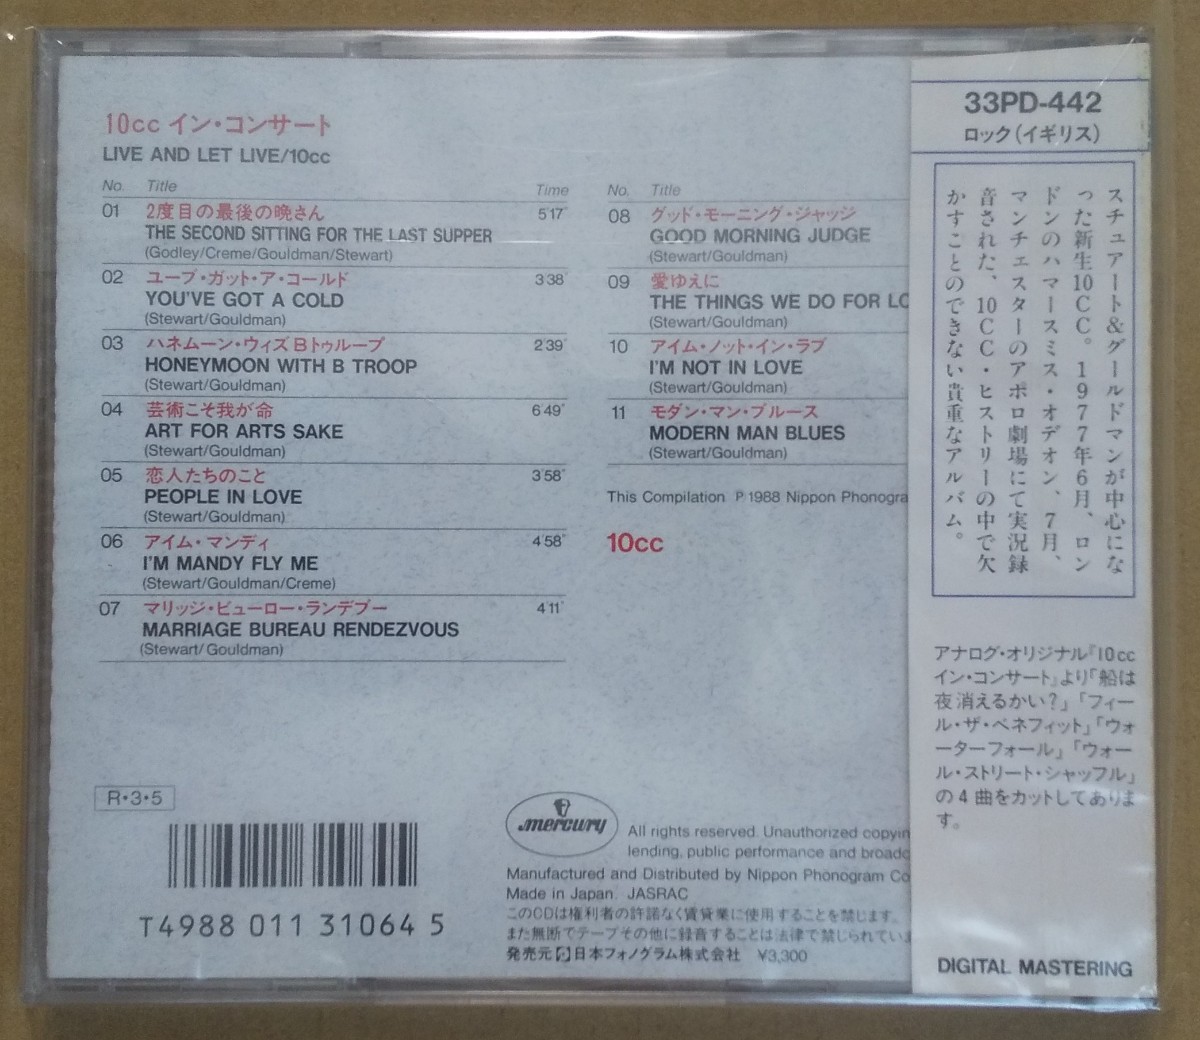 10cc イン・コンサート
LIVE AND LET LIVE/10cc
No. Title Time
01 2度目の最後の晩さん 5'17"
THE SECOND SITTING FOR THE LAST SUPPER
(Godley/Creme/Gouldman/Stewart)
02 ユーブ・ガット・ア・コールド 3'38"
YOU'VE GOT A COLD
(Stewart/Gouldman)
03 ハネムーン・ウィズBトゥループ 2'39"
HONEYMOON WITH B TROOP
(Stewart/Gouldman)
04 芸術こそ我が命 6'49"
ART FOR ARTS SAKE
(Stewart/Gouldman)
05 恋人たちのこと 3'58"
PEOPLE IN LOVE
(Stewart/Gouldman)
06 アイム・マンディ 4'58"
I'M MANDY FLY ME
(Stewart/Gouldman/Creme)
07 マリッジ・ビューロー・ランデブー 4'11"
MARRIAGE BUREAU RENDEZVOUS
(Stewart/Gouldman)
No. Title
08 グッド・モーニング・ジャッジ
GOOD MORNING JUDGE
(Stewart/Gouldman)
09 愛ゆえに
THE THINGS WE DO FOR LO
(Stewart/Gouldman)
10 アイム・ノット・イン・ラブ
I'M NOT IN LOVE
(Stewart/Gouldman)
11 モダン・マン・ブルース
MODERN MAN BLUES
(Stewart/Gouldman)
This Compilation ℗ 1988 Nippon Phonogra
10cc
R・3・5
T4988 011 31064 5
mercury
All rights reserved. Unauthorized copyin
lending, public performance and broadc
Manufactured and Distributed by Nippon Phonogram Co
Made in Japan. JASRAC
このCDは権利者の許諾なく賃貸業に使用することを禁じます。
また無断でテープその他に録音することは法律で禁じられていま
発売元 日本フォノグラム株式会社 ¥3,300
33PD-442
ロック(イギリス)
スチュアート&グールドマンが中心にな
った新生10CC。1977年6月、ロン
ドンのハマースミス・オデオン、7月、
マンチェスターのアポロ劇場にて実況録
音された、10CC・ヒストリーの中で欠
かすことのできない貴重なアルバム。
アナログ・オリジナル『10cc
イン・コンサート』より「船は
夜消えるかい?」「フィー
ル・ザ・ベネフィット」「ウォ
ーターフォール」「ウォー
ル・ストリート・シャッフル」
の4曲をカットしてありま
す。
DIGITAL MASTERING